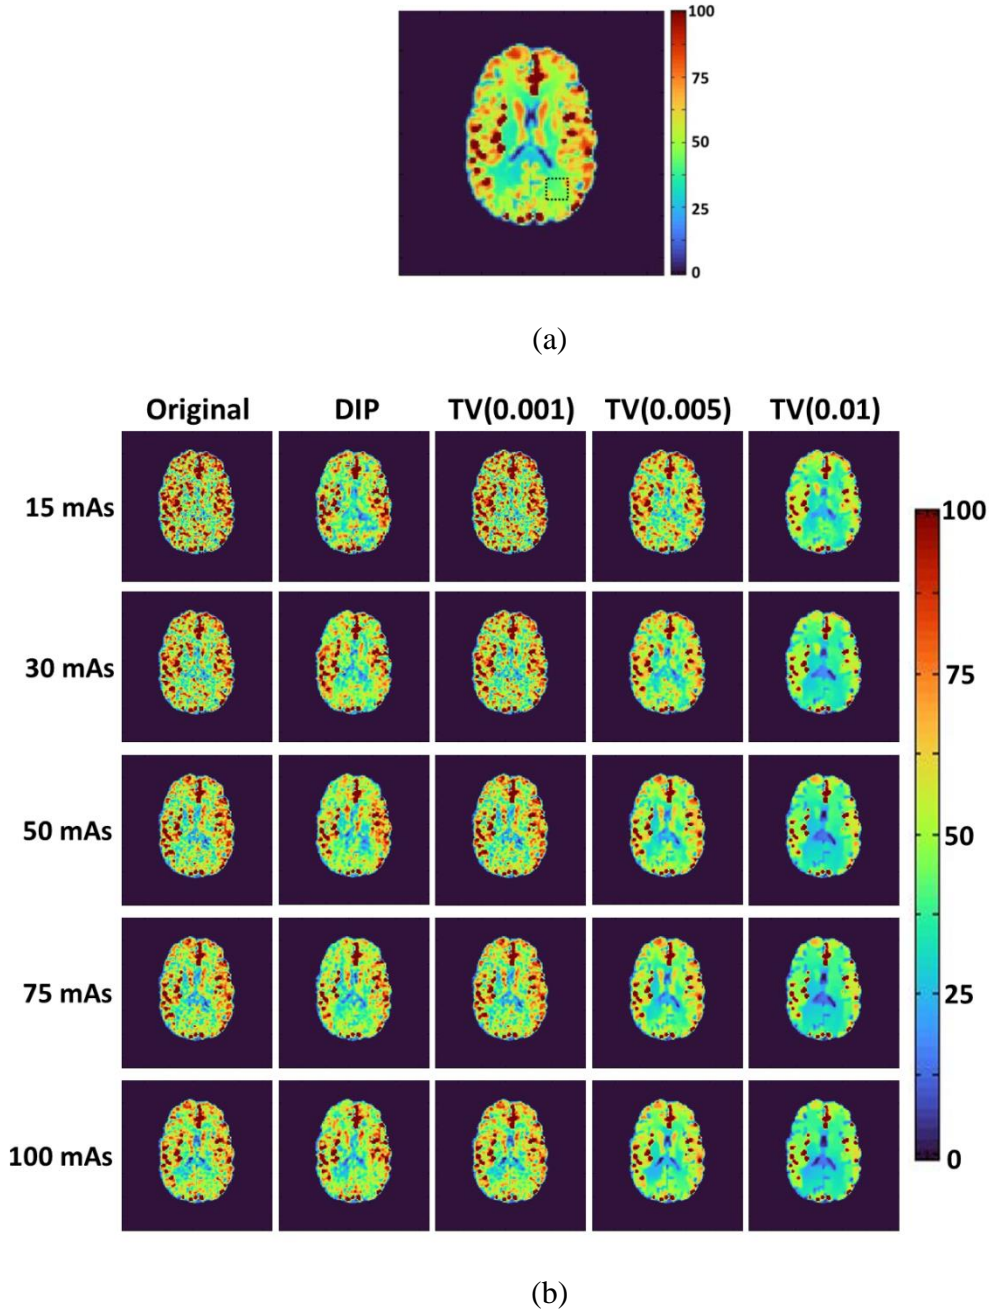 100
75
50
25
0
(a)
Original DIP TV(0.001) TV(0.005) TV(0.01)
15 mAs
100
30 mAs
75
50 mAs
50
75 mAs
25
100 mAs
0
(b)